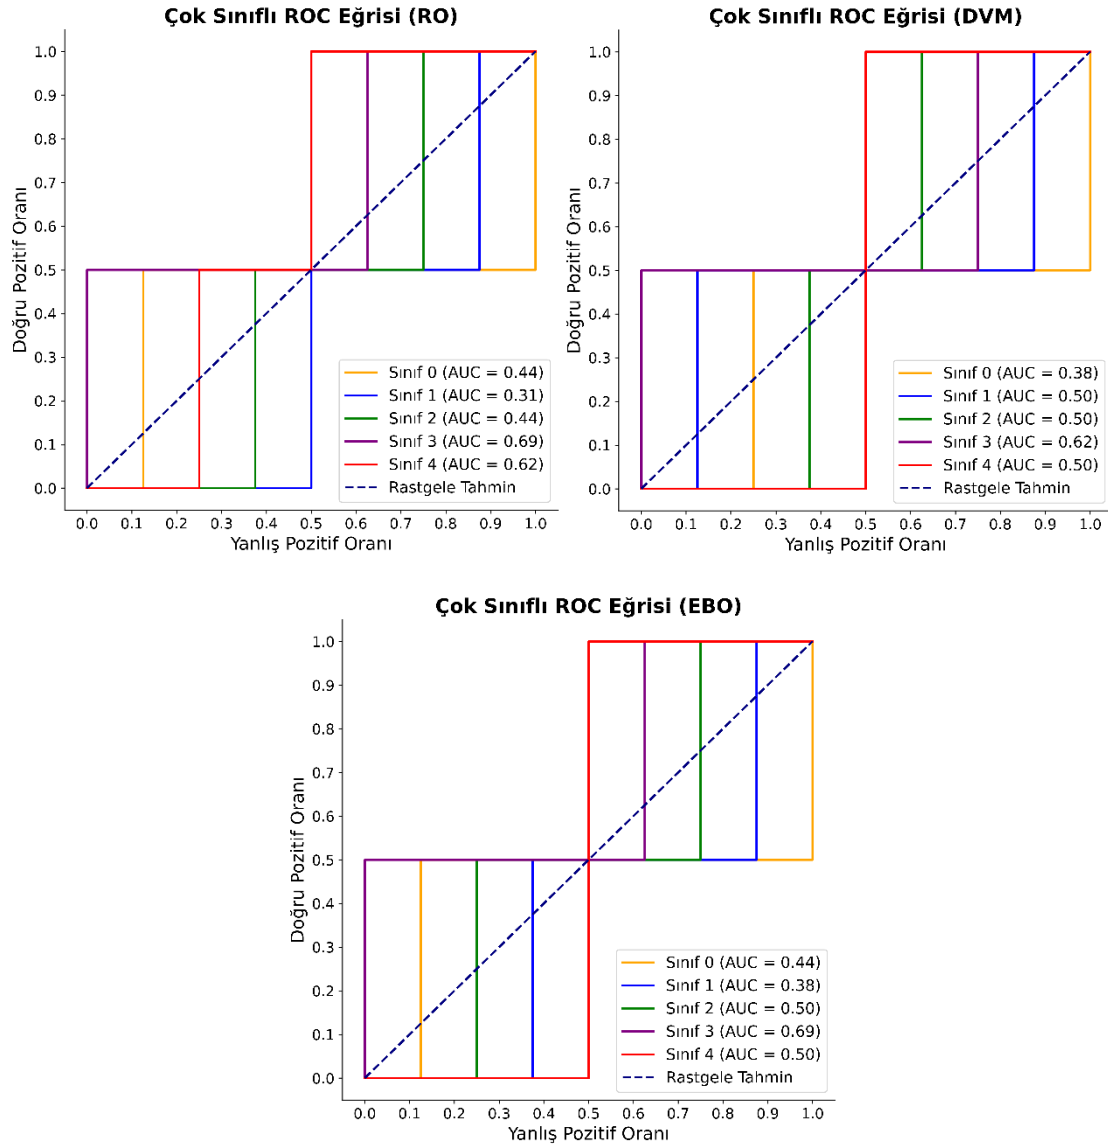 Çok Sınıflı ROC Eğrisi (RO)
Doğru Pozitif Oranı
1.0
0.9
0.8
0.7
0.6
0.5
0.4
0.3
0.2
0.1
0.0
Sınıf 0 (AUC = 0.44)
Sınıf 1 (AUC = 0.31)
Sınıf 2 (AUC = 0.44)
Sınıf 3 (AUC = 0.69)
Sınıf 4 (AUC = 0.62)
Rastgele Tahmin
0.0 0.1 0.2 0.3 0.4 0.5 0.6 0.7 0.8 0.9 1.0
Yanlış Pozitif Oranı
Çok Sınıflı ROC Eğrisi (DVM)
Doğru Pozitif Oranı
1.0
0.9
0.8
0.7
0.6
0.5
0.4
0.3
0.2
0.1
0.0
Sınıf 0 (AUC = 0.38)
Sınıf 1 (AUC = 0.50)
Sınıf 2 (AUC = 0.50)
Sınıf 3 (AUC = 0.62)
Sınıf 4 (AUC = 0.50)
Rastgele Tahmin
0.0 0.1 0.2 0.3 0.4 0.5 0.6 0.7 0.8 0.9 1.0
Yanlış Pozitif Oranı
Çok Sınıflı ROC Eğrisi (EBO)
Doğru Pozitif Oranı
1.0
0.9
0.8
0.7
0.6
0.5
0.4
0.3
0.2
0.1
0.0
Sınıf 0 (AUC = 0.44)
Sınıf 1 (AUC = 0.38)
Sınıf 2 (AUC = 0.50)
Sınıf 3 (AUC = 0.69)
Sınıf 4 (AUC = 0.50)
Rastgele Tahmin
0.0 0.1 0.2 0.3 0.4 0.5 0.6 0.7 0.8 0.9 1.0
Yanlış Pozitif Oranı